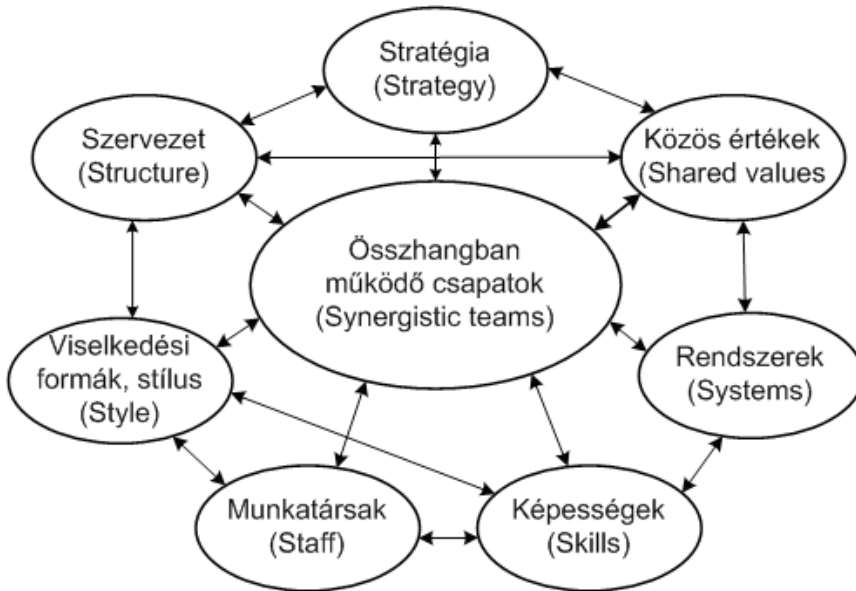 Stratégia
(Strategy)
Szervezet
(Structure)
Közös értékek
(Shared values
Összhangban
működő csapatok
(Synergistic teams)
Viselkedési
formák, stílus
(Style)
Rendszerek
(Systems)
Munkatársak
(Staff)
Képességek
(Skills)